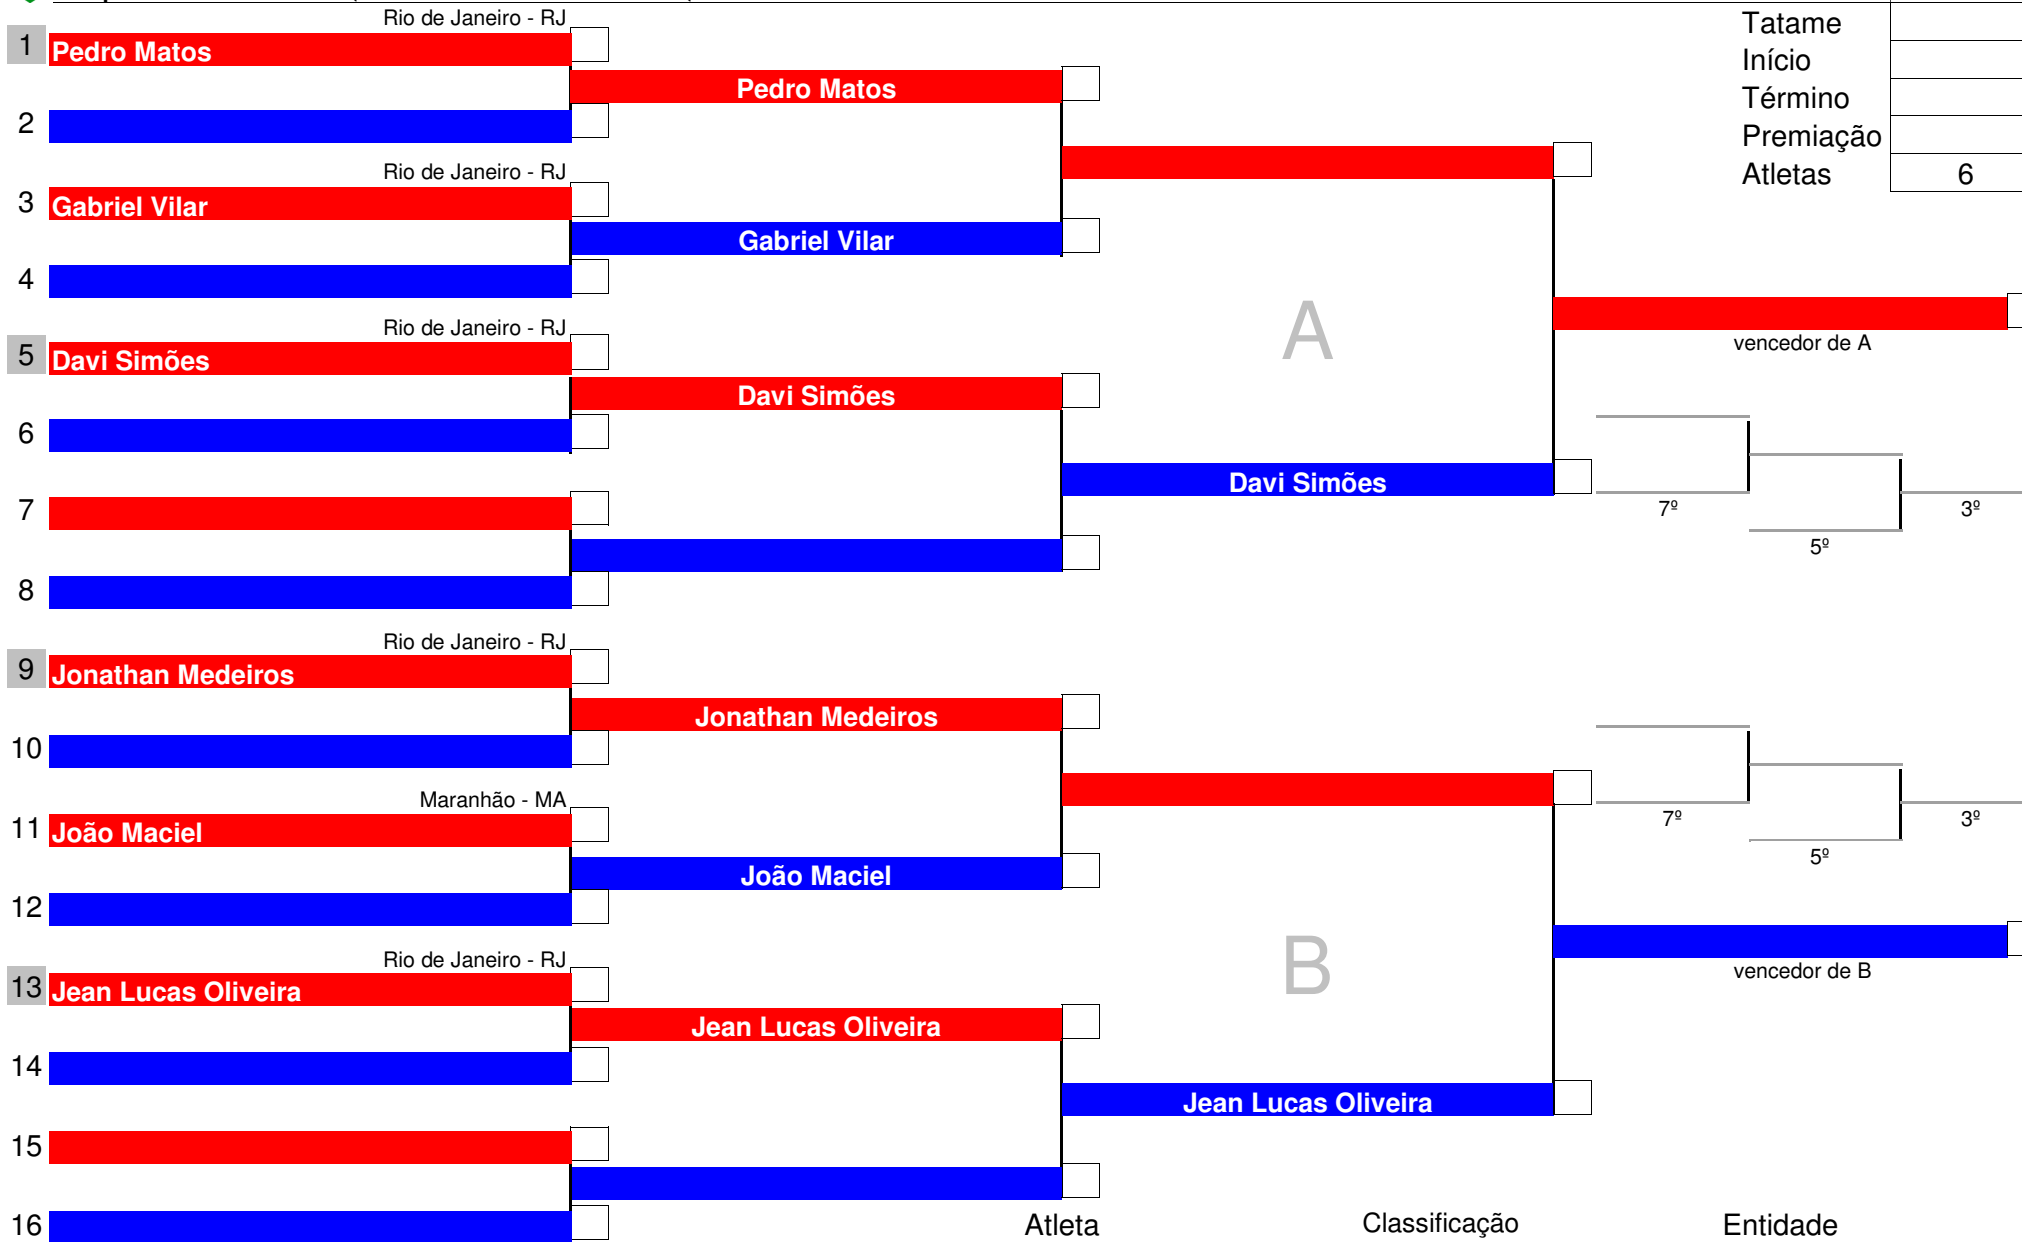 Rio de Janeiro - RJ
Tatame
1 Pedro Matos
Início
Pedro Matos
Término
2
Premiação
Rio de Janeiro - RJ
Atletas 6
3 Gabriel Vilar
Gabriel Vilar
4
Rio de Janeiro - RJ
A
vencedor de A
5 Davi Simões
Davi Simões
6
Davi Simões
7
7º 3º
5º
8
Rio de Janeiro - RJ
9 Jonathan Medeiros
Jonathan Medeiros
10
Maranhão - MA
7º 3º
11 João Maciel
5º
João Maciel
12
Rio de Janeiro - RJ
B
vencedor de B
13 Jean Lucas Oliveira
Jean Lucas Oliveira
14
Jean Lucas Oliveira
15
16
Atleta Classificação Entidade